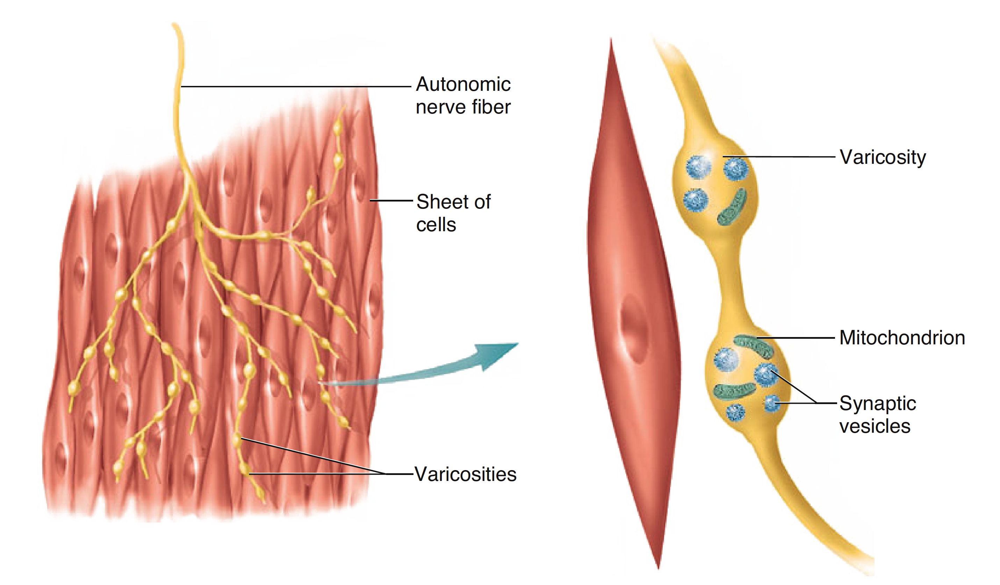 Autonomic
nerve fiber
Sheet of
cells
Varicosities
Varicosity
Mitochondrion
Synaptic
vesicles